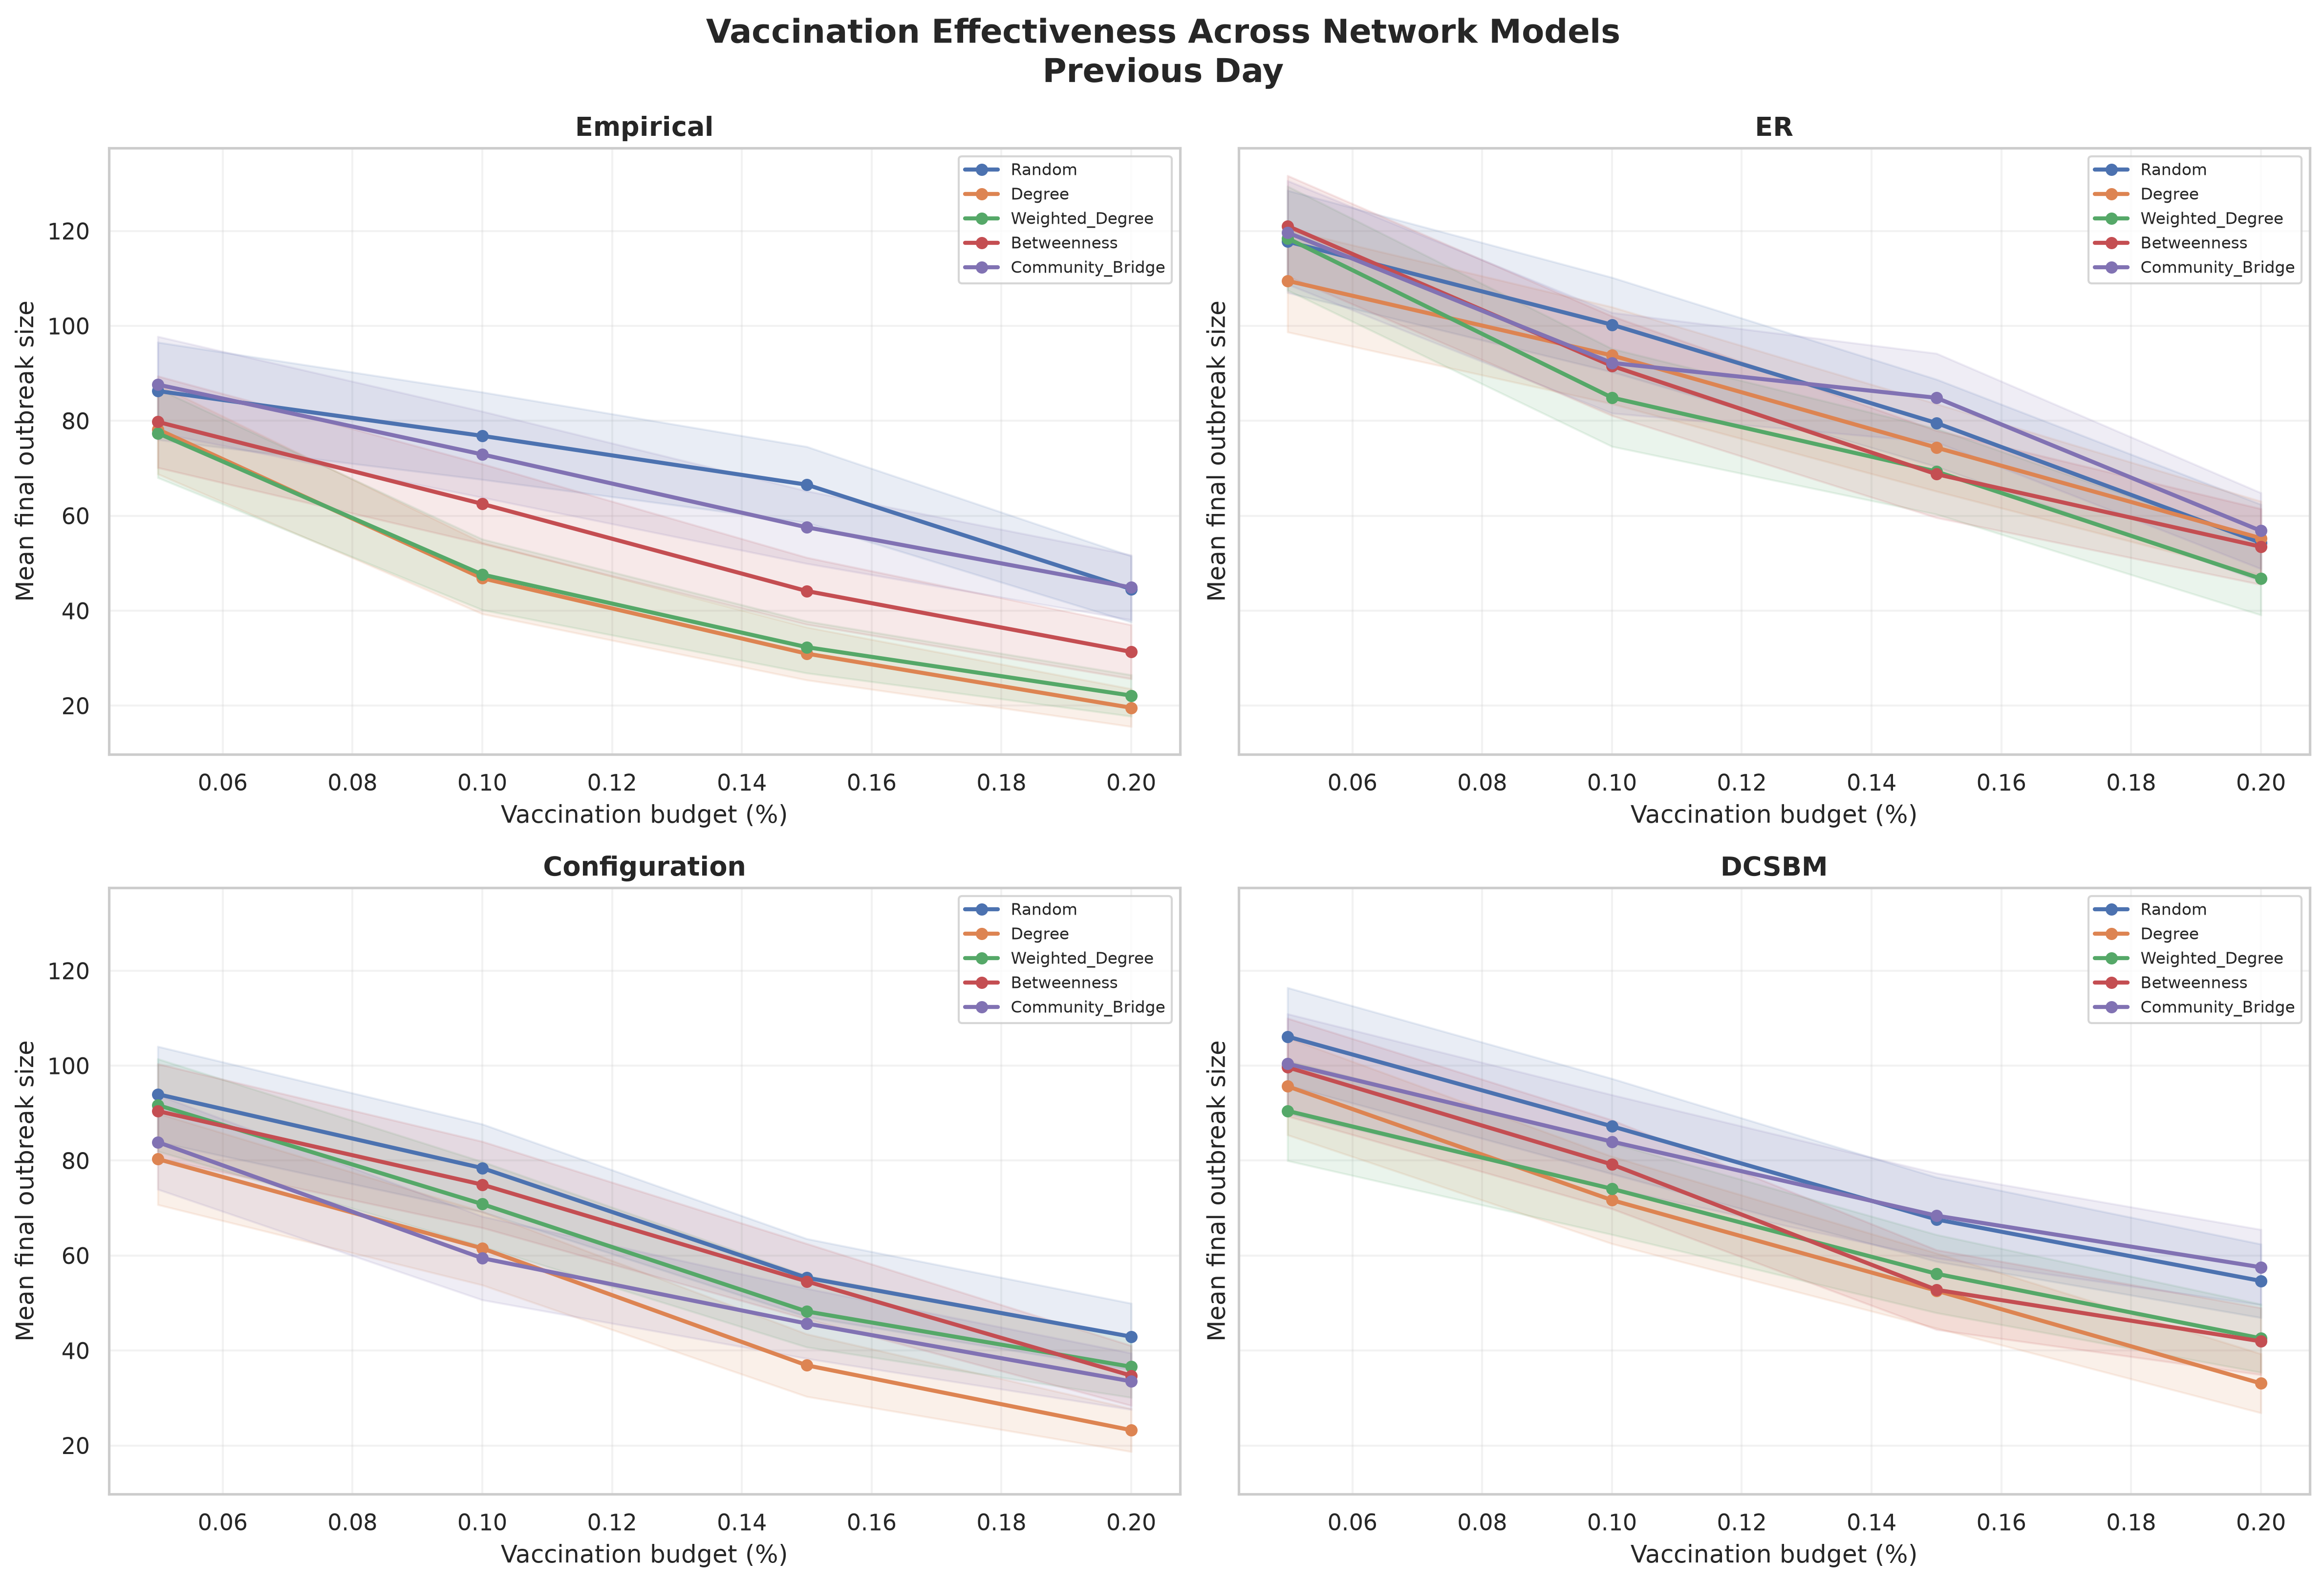 Vaccination Effectiveness Across Network Models
Previous Day
Empirical
Mean final outbreak size
120
100
80
60
40
20
Random
Degree
Weighted_Degree
Betweenness
Community_Bridge
0.06 0.08 0.10 0.12 0.14 0.16 0.18 0.20
Vaccination budget (%)
ER
Mean final outbreak size
Random
Degree
Weighted_Degree
Betweenness
Community_Bridge
0.06 0.08 0.10 0.12 0.14 0.16 0.18 0.20
Vaccination budget (%)
Configuration
Mean final outbreak size
120
100
80
60
40
20
Random
Degree
Weighted_Degree
Betweenness
Community_Bridge
0.06 0.08 0.10 0.12 0.14 0.16 0.18 0.20
Vaccination budget (%)
DCSBM
Mean final outbreak size
Random
Degree
Weighted_Degree
Betweenness
Community_Bridge
0.06 0.08 0.10 0.12 0.14 0.16 0.18 0.20
Vaccination budget (%)